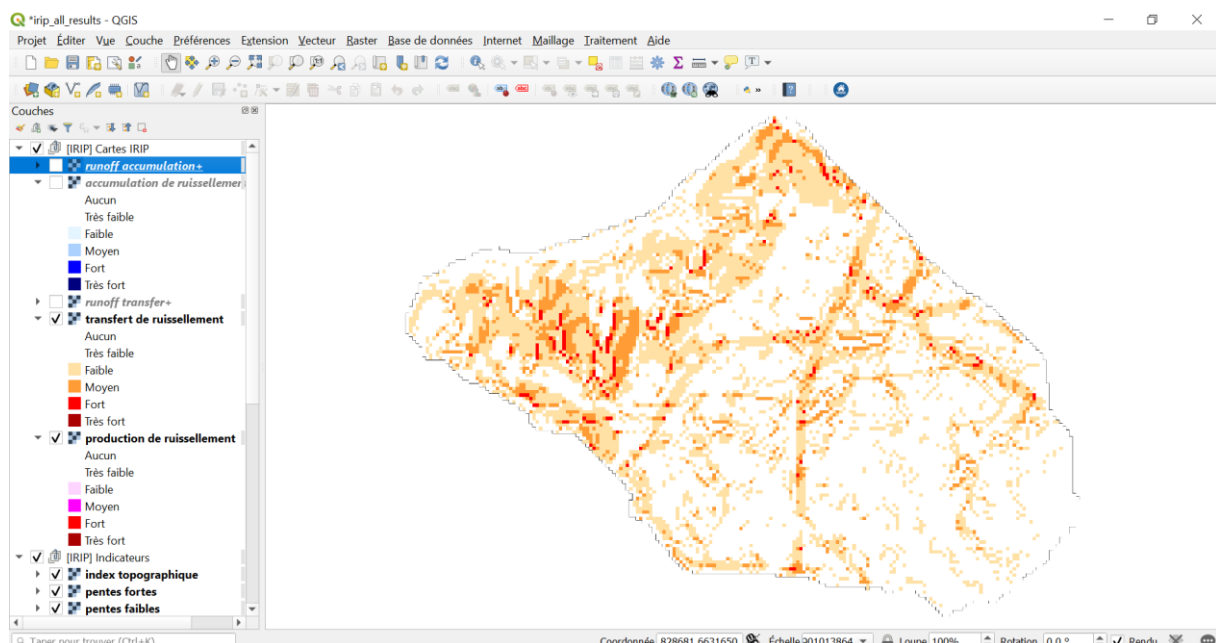 *irip_all_results - QGIS
Projet Éditer Vue Couche Préférences Extension Vecteur Raster Base de données Internet Maillage Traitement Aide
Couches
[IRIP] Cartes IRIP
runoff accumulation+
accumulation de ruissellemen
Aucun
Très faible
Faible
Moyen
Fort
Très fort
runoff transfer+
transfert de ruissellement
Aucun
Très faible
Faible
Moyen
Fort
Très fort
production de ruissellement
Aucun
Très faible
Faible
Moyen
Fort
Très fort
[IRIP] Indicateurs
index topographique
pentes fortes
pentes faibles
Taper pour trouver (Ctrl+K) Coordonnée 828681,6631650 Échelle 901013864 Loupe 100% Rotation 0,0 ° Rendu